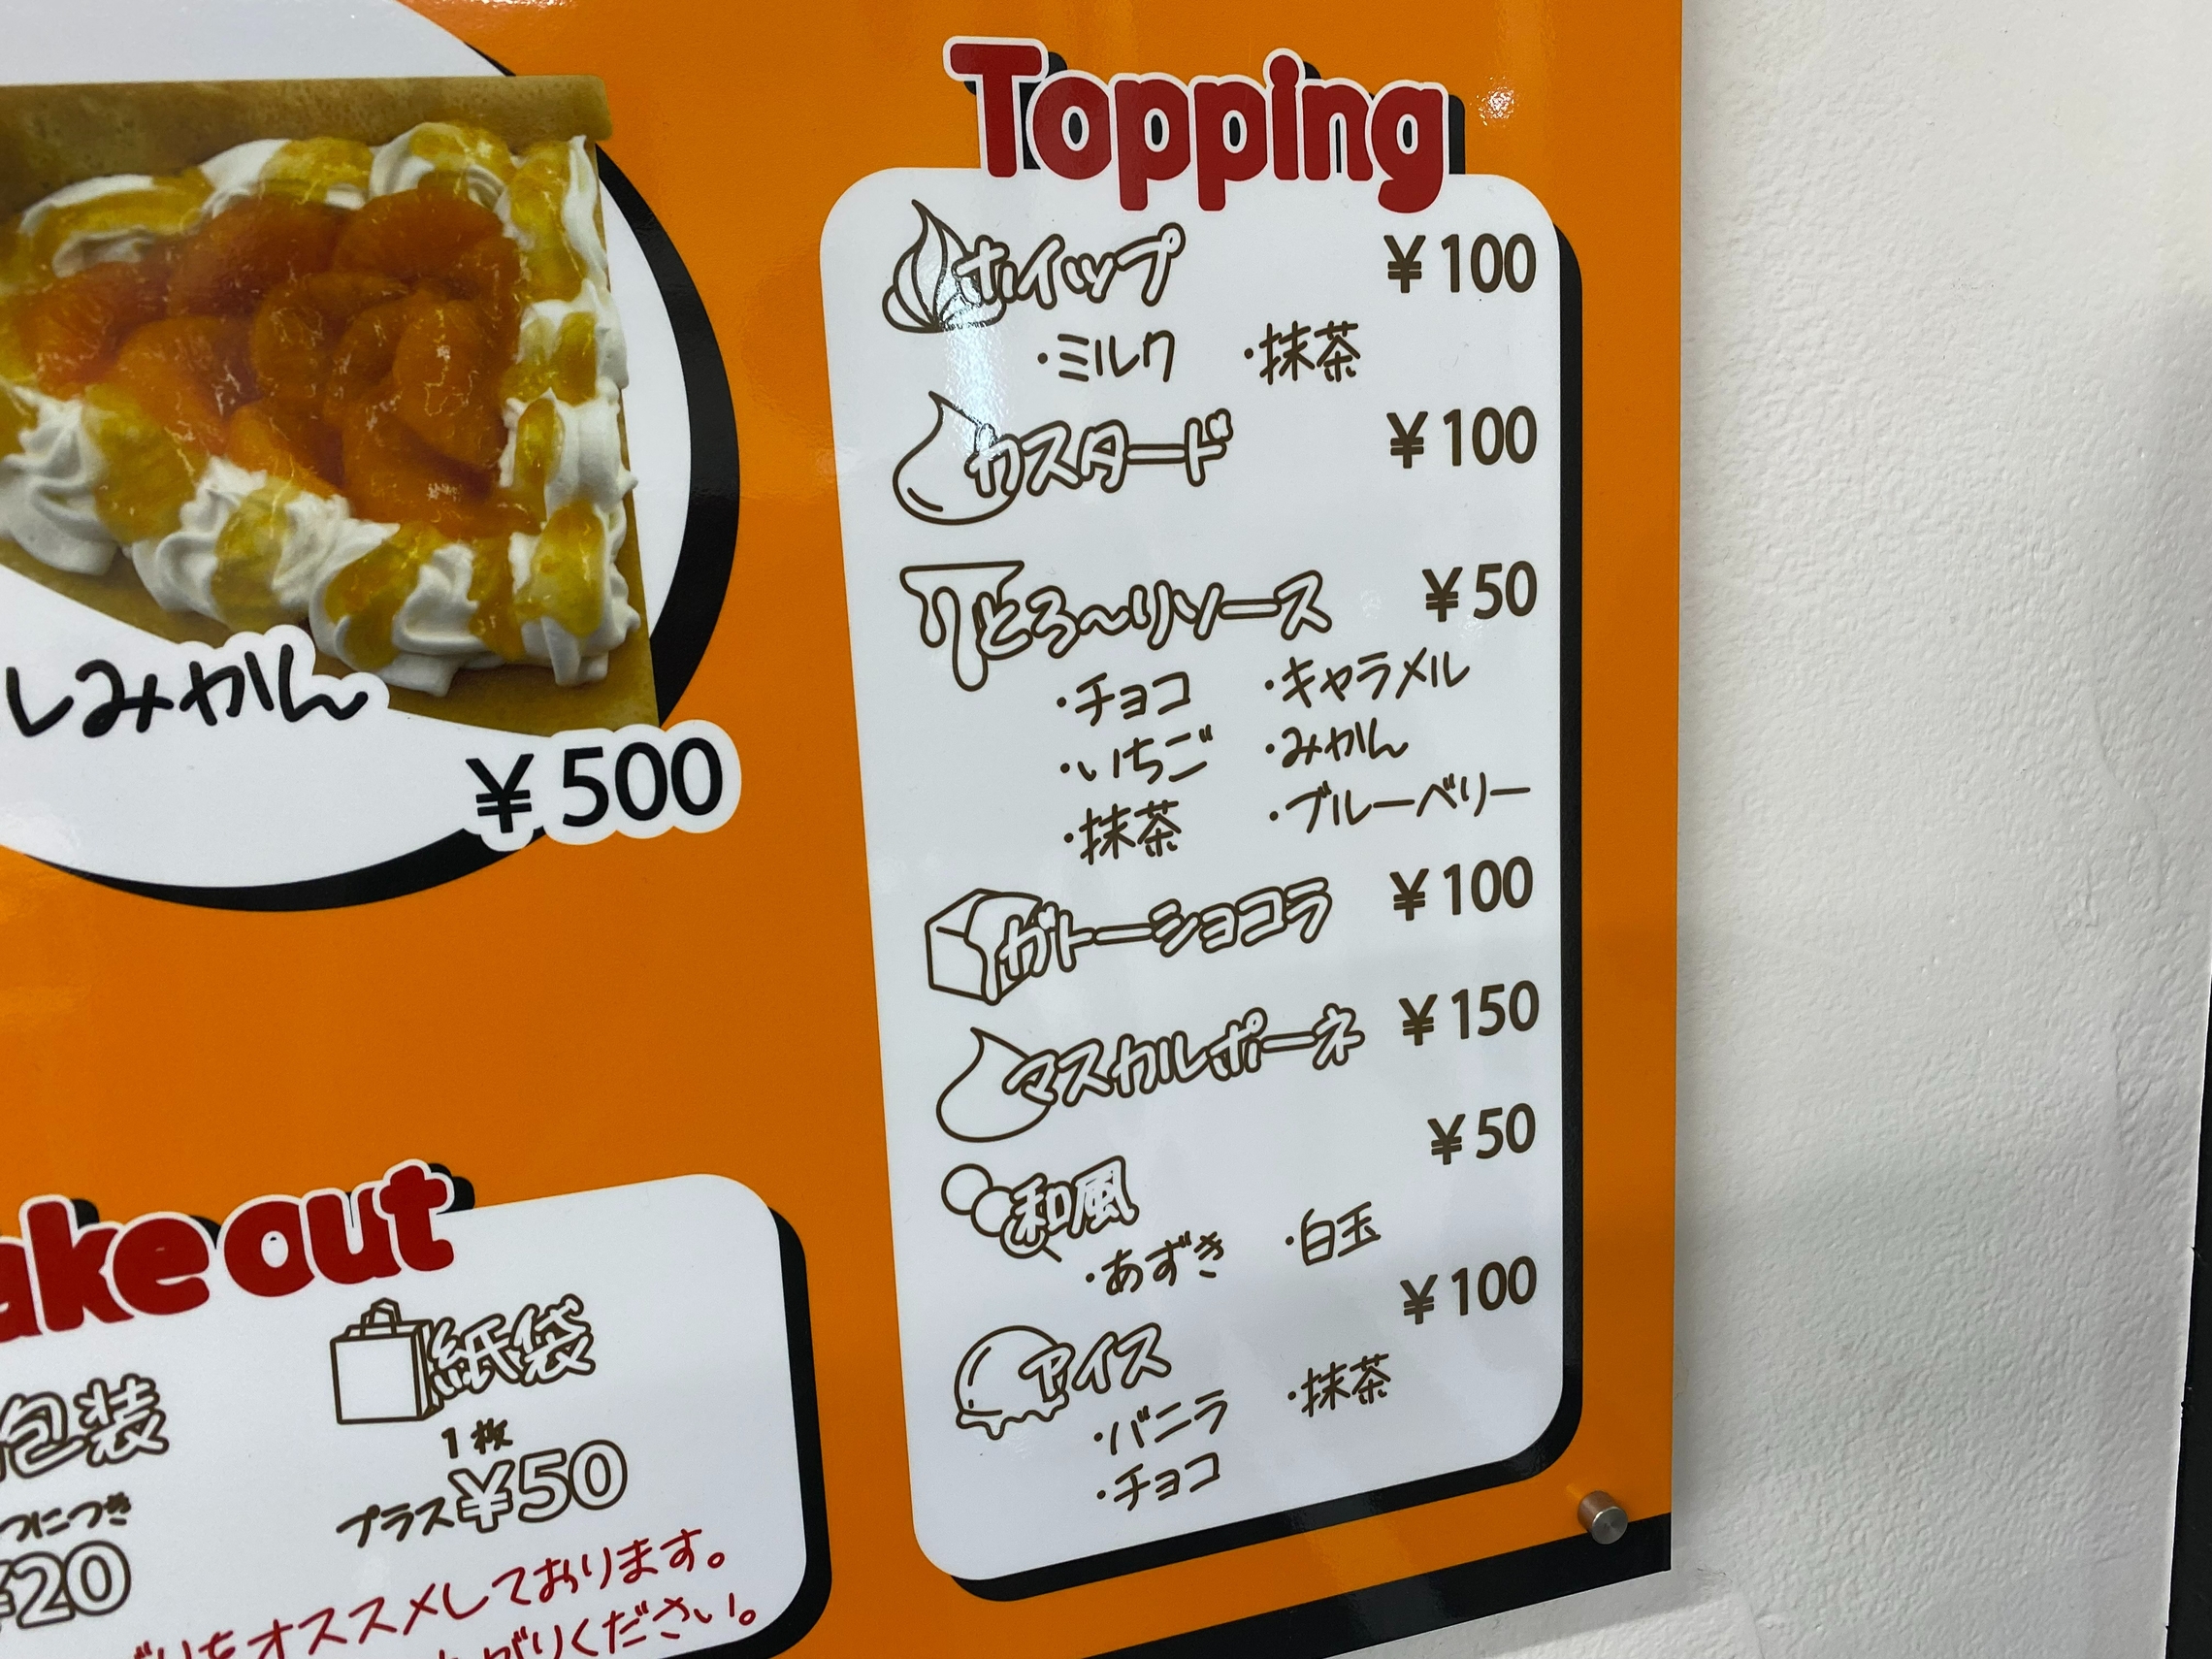 しみかん
¥500
Topping
ホイップ ¥100
・ミルク ・抹茶
カスタード ¥100
とろ〜りソース ¥50
・チョコ ・キャラメル
・いちご ・みかん
・抹茶 ・ブルーベリー
ガトーショコラ ¥100
マスカルポーネ ¥150
和風 ¥50
・あずき ・白玉
アイス ¥100
・バニラ ・抹茶
・チョコ
ake out
包装
つにつき
¥20
紙袋
1枚
プラス¥50
をオススメしております。
がりください。